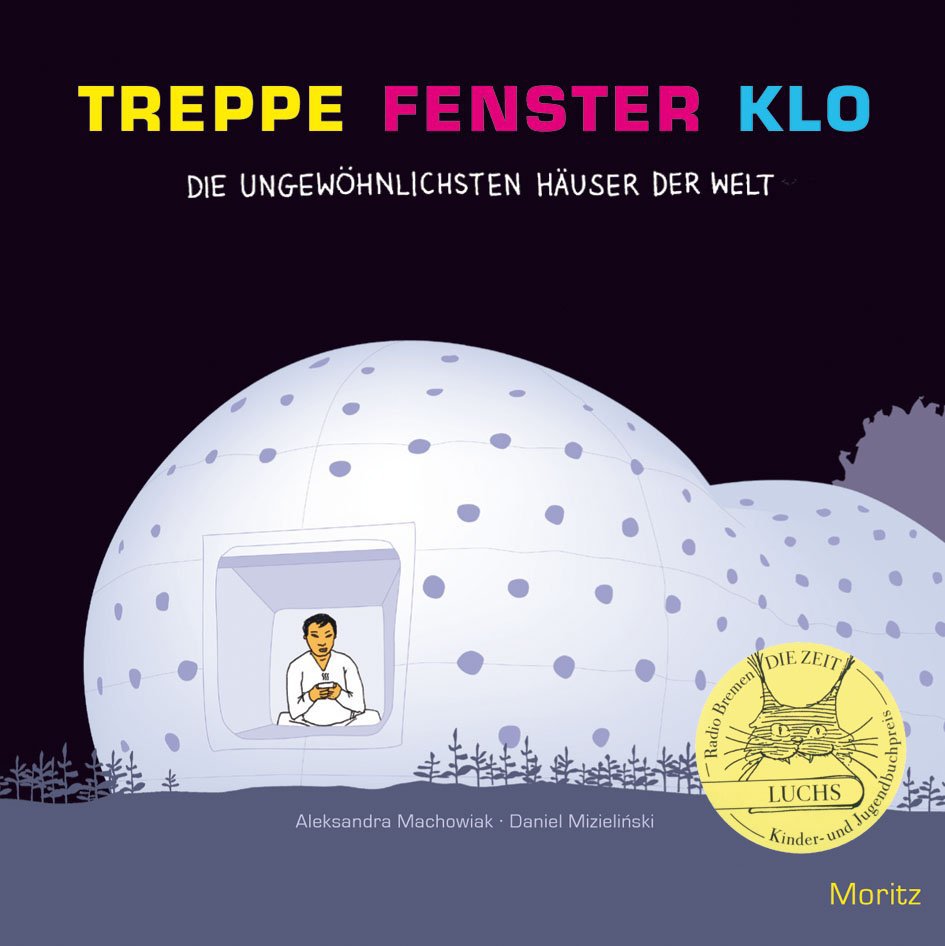 TREPPE FENSTER KLO
DIE UNGEWÖHNLICHSTEN HÄUSER DER WELT
Radio Bremen
DIE ZEIT
LUCHS
Kinder- und Jugendbuchpreis
Aleksandra Machowiak · Daniel Mizieliński
Moritz